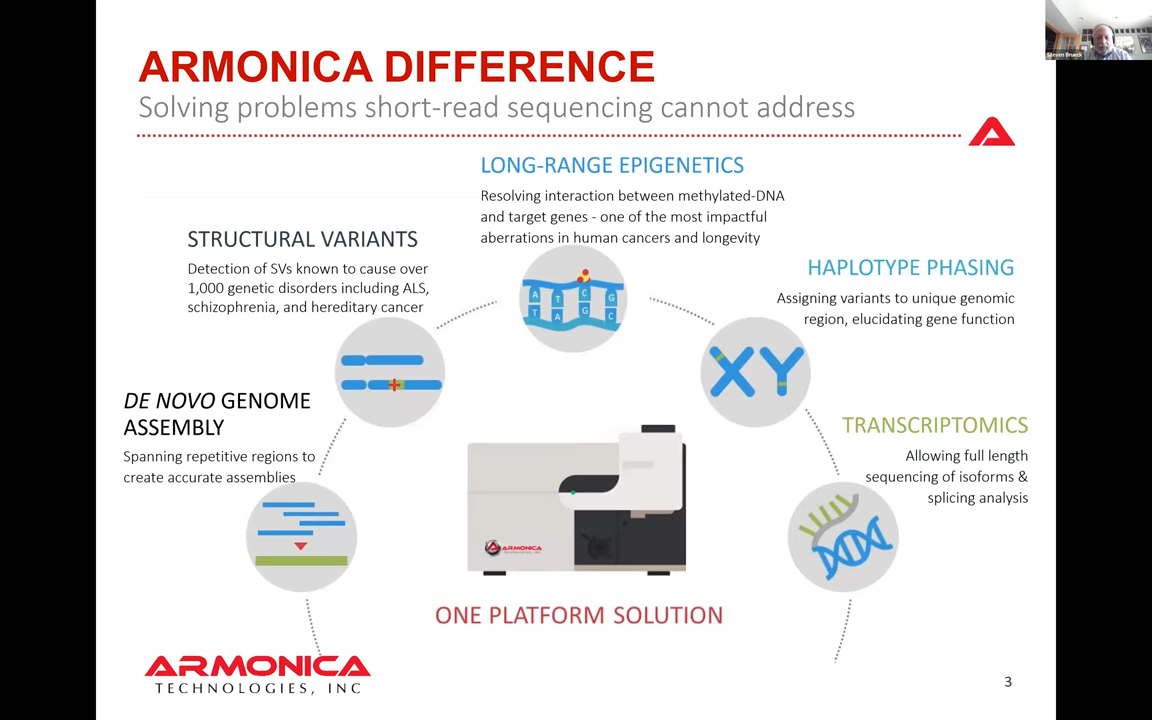 ARMONICA DIFFERENCE
Solving problems short-read sequencing cannot address
Steven Brueck
LONG-RANGE EPIGENETICS
Resolving interaction between methylated-DNA
and target genes - one of the most impactful
aberrations in human cancers and longevity
STRUCTURAL VARIANTS
Detection of SVs known to cause over
1,000 genetic disorders including ALS,
schizophrenia, and hereditary cancer
HAPLOTYPE PHASING
Assigning variants to unique genomic
region, elucidating gene function
A T C G
T A G C
XY
DE NOVO GENOME
ASSEMBLY
Spanning repetitive regions to
create accurate assemblies
TRANSCRIPTOMICS
Allowing full length
sequencing of isoforms &
splicing analysis
ARMONICA
ONE PLATFORM SOLUTION
ARMONICA
TECHNOLOGIES, INC
3